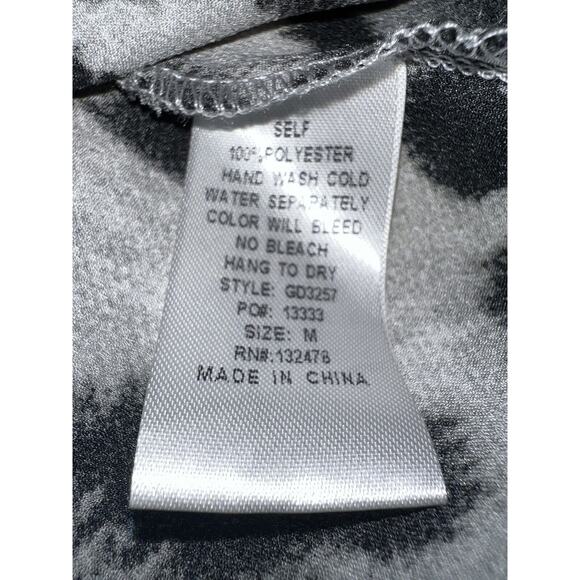 SELF
100% POLYESTER
HAND WASH COLD
WATER SEPARATELY
COLOR WILL BLEED
NO BLEACH
HANG TO DRY
STYLE: GD3257
PO#: 13333
SIZE: M
RN#:132478
MADE IN CHINA